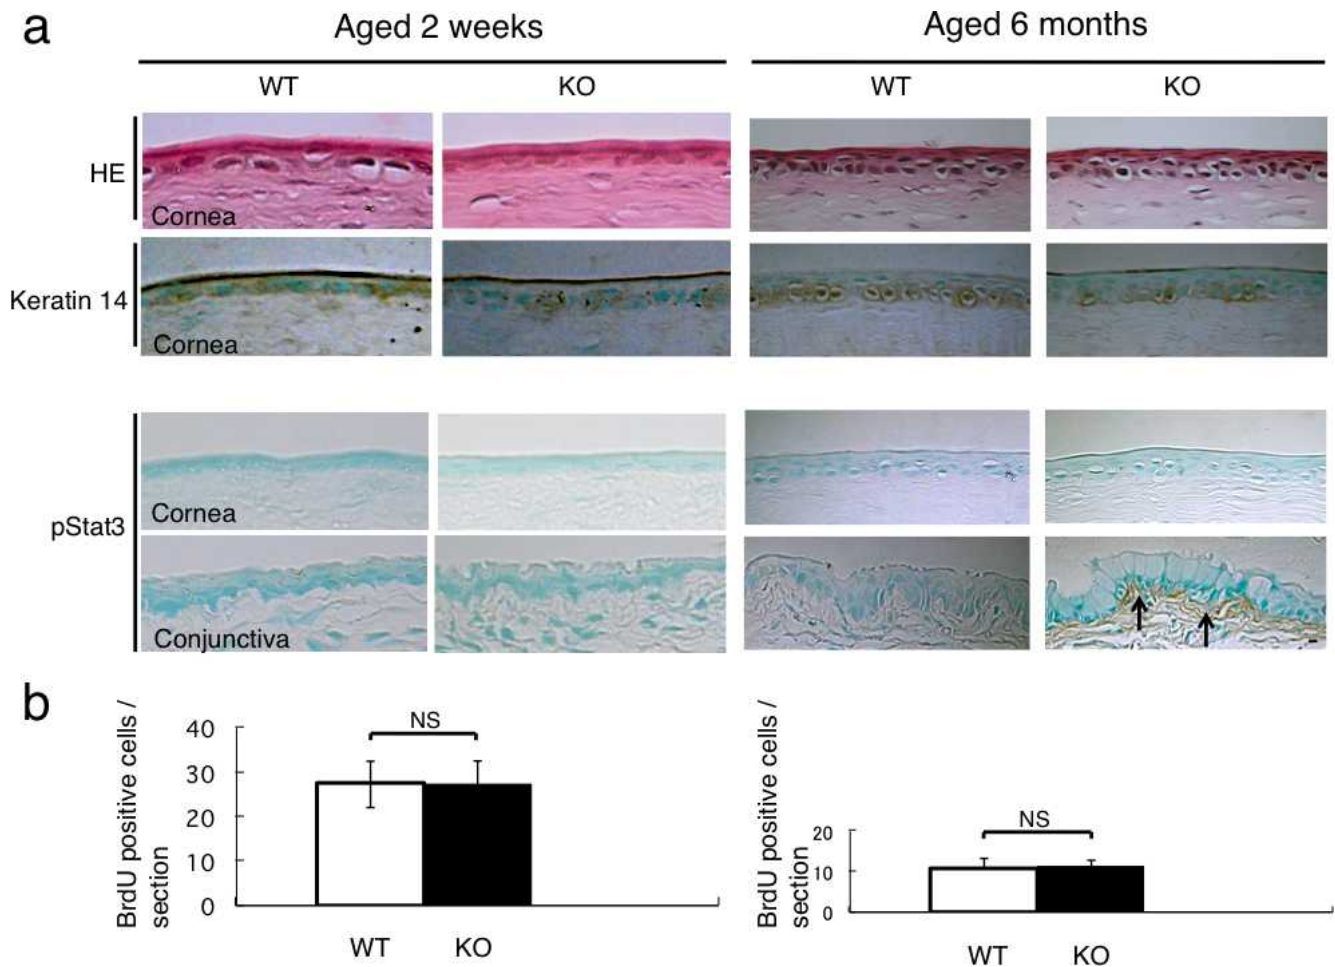 a
Aged 2 weeks
Aged 6 months
WT
KO
WT
KO
HE
Cornea
Keratin 14
Cornea
pStat3
Cornea
Conjunctiva
b
BrdU positive cells /
section
40
30
20
10
0
NS
WT
KO
BrdU positive cells /
section
20
10
0
NS
WT
KO